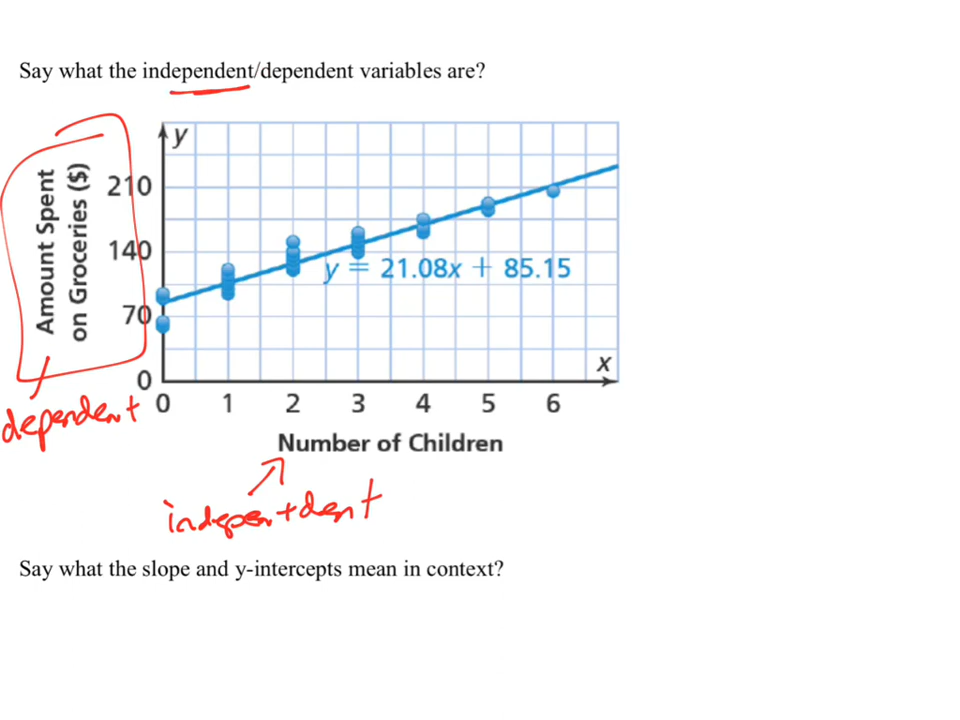 Say what the independent/dependent variables are?
y
Amount Spent
on Groceries ($)
210
140
70
0
y = 21.08x + 85.15
x
0 1 2 3 4 5 6
dependent
Number of Children
indepentdent
Say what the slope and y-intercepts mean in context?